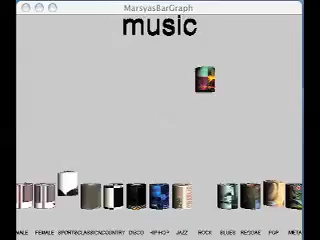 MarsyasBarGraph
music
MALE FEMALE SPORTS CLASSIC COUNTRY DISCO HIPHOP JAZZ ROCK BLUES REGGAE POP META